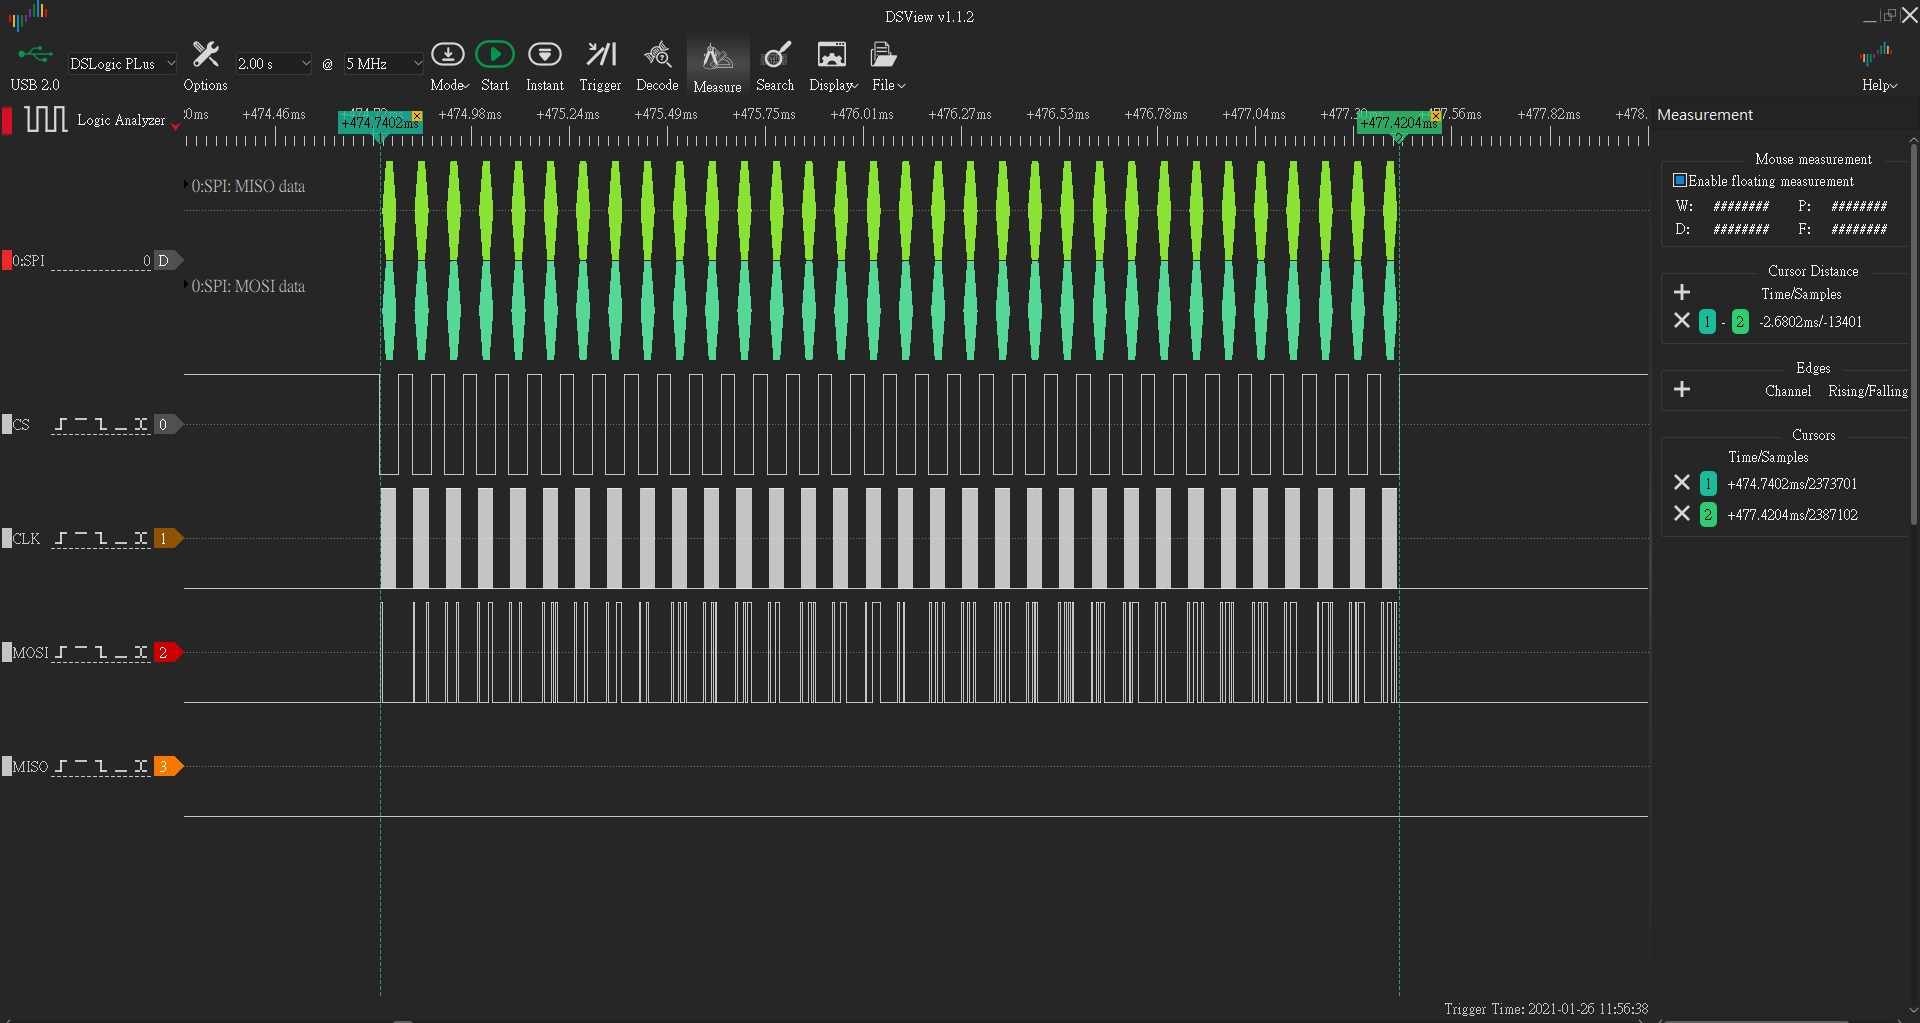 DSView v1.1.2
USB 2.0
DSLogic PLus
Options
2.00 s
@
5 MHz
Mode
Start
Instant
Trigger
Decode
Measure
Search
Display
File
Help
Logic Analyzer
0ms
+474.46ms
+474.7402ms
+474.98ms
+475.24ms
+475.49ms
+475.75ms
+476.01ms
+476.27ms
+476.53ms
+476.78ms
+477.04ms
+477.30
+477.4204ms
7.56ms
+477.82ms
+478.
0:SPI: MISO data
0:SPI
0
D
0:SPI: MOSI data
CS
0
CLK
1
MOSI
2
MISO
3
Measurement
Mouse measurement
Enable floating measurement
W: ######## P: ########
D: ######## F: ########
Cursor Distance
Time/Samples
1 - 2 -2.6802ms/-13401
Edges
Channel Rising/Falling
Cursors
Time/Samples
1 +474.7402ms/2373701
2 +477.4204ms/2387102
Trigger Time: 2021-01-26 11:56:38